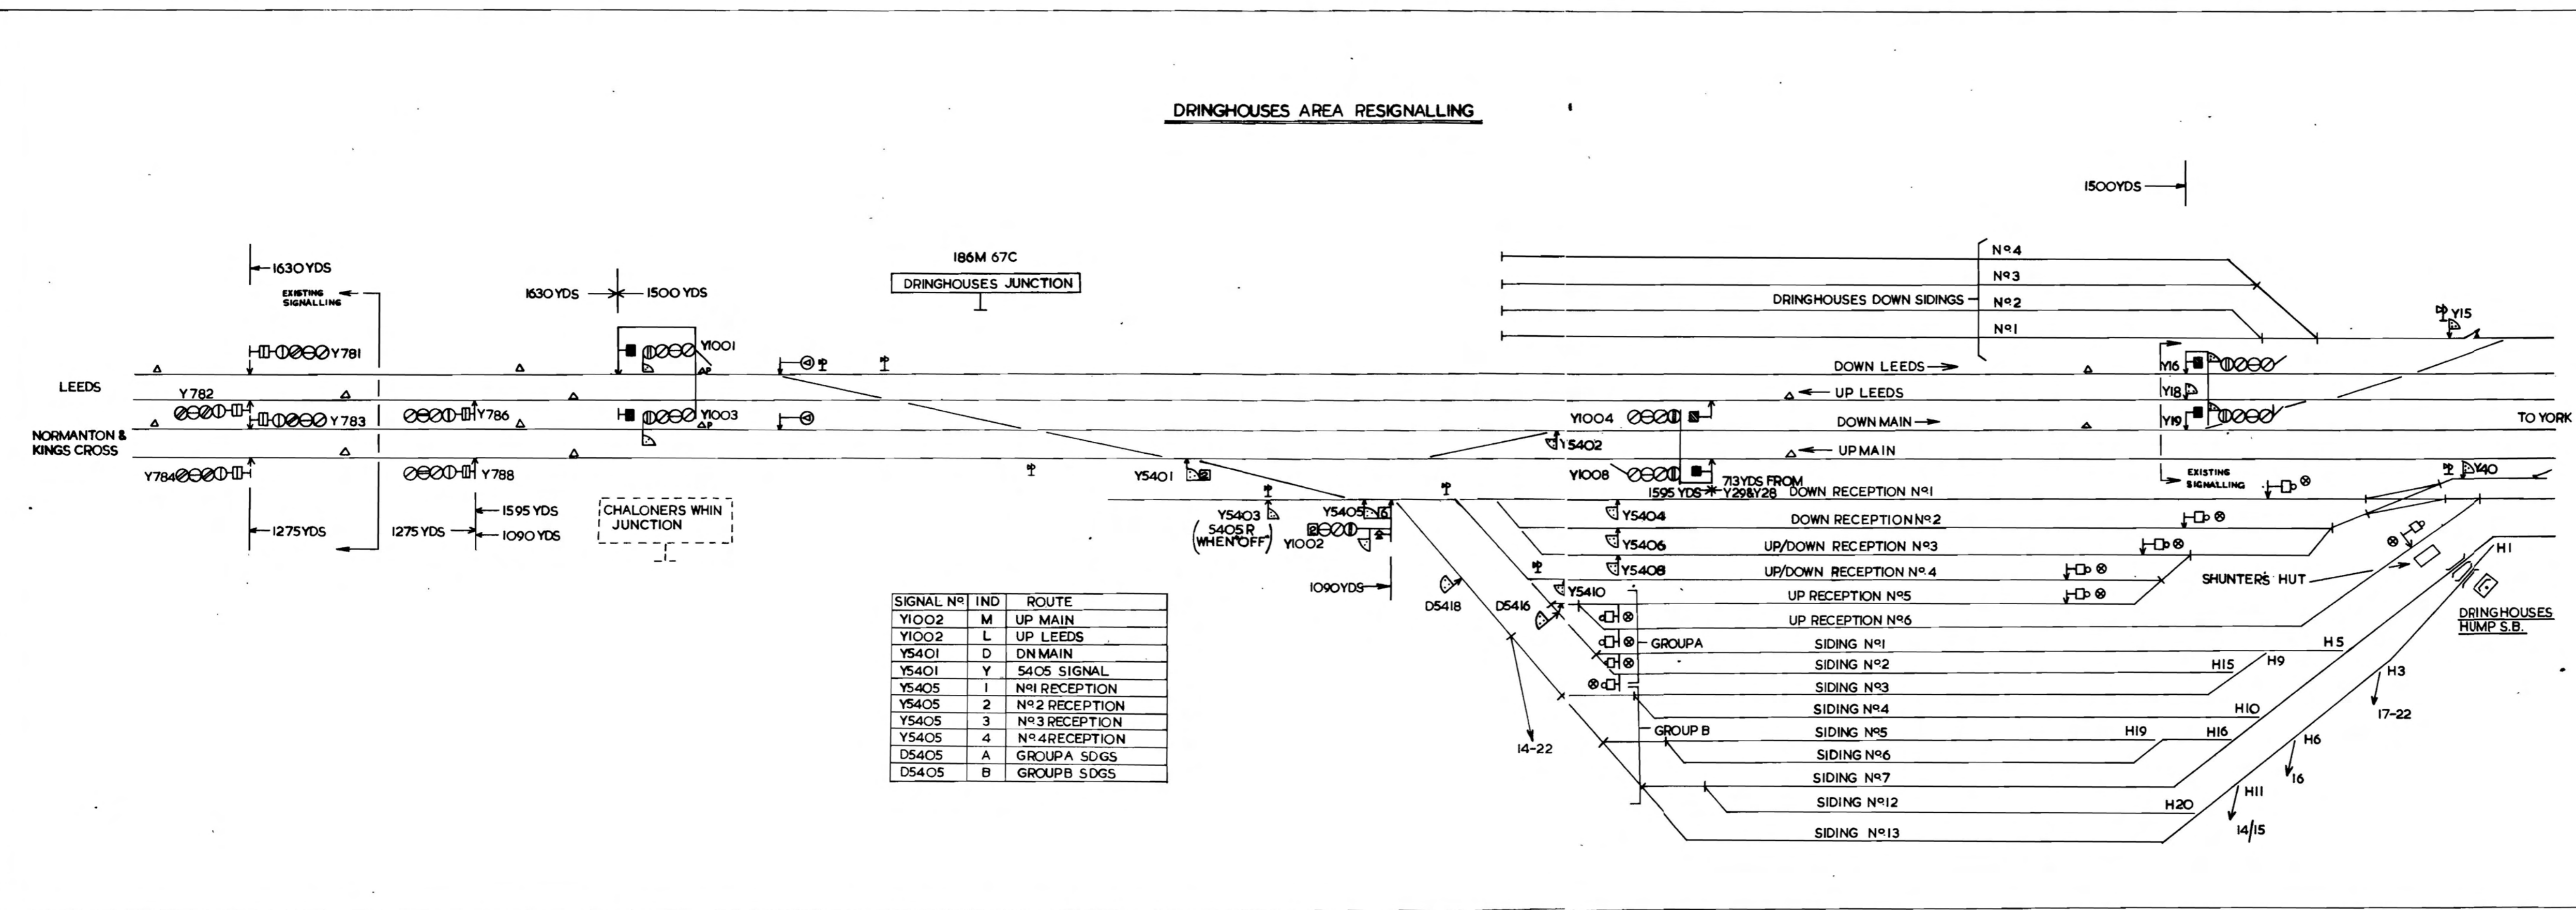 DRINGHOUSES AREA RESIGNALLING
1500YDS
186M 67C
DRINGHOUSES JUNCTION
1630YDS
EXISTING
SIGNALLING
1630YDS
1500 YDS
Nº4
Nº3
DRINGHOUSES DOWN SIDINGS
Nº2
Nº1
Y15
Y781
Y1001
DOWN LEEDS
Y16
LEEDS
UP LEEDS
Y18
Y782
Y783
Y786
Y1003
Y1004
DOWN MAIN
Y19
TO YORK
NORMANTON &
KINGS CROSS
Y5402
UP MAIN
Y784
Y788
Y5401
2
Y1008
EXISTING
SIGNALLING
Y40
713YDS FROM
1595 YDS
Y29&Y28
DOWN RECEPTION Nº1
1595 YDS
CHALONERS WHIN
JUNCTION
Y5403
(5405R
WHEN"OFF")
Y5405
6
Y1002
2
Y5404
DOWN RECEPTION Nº2
1275YDS
1275 YDS
1090 YDS
Y5406
UP/DOWN RECEPTION Nº3
H1
Y5408
UP/DOWN RECEPTION Nº.4
SHUNTER'S HUT
1090YDS
D5418
D5416
Y5410
UP RECEPTION Nº5
UP RECEPTION Nº6
DRINGHOUSES
HUMP S.B.
GROUP A
SIDING Nº1
H5
SIDING Nº2
H15
H9
SIDING Nº3
H3
SIDING Nº4
H10
17-22
GROUP B
SIDING Nº5
H19
H16
H6
14-22
SIDING Nº6
SIDING Nº7
16
SIDING Nº12
H20
H11
SIDING Nº13
14/15
SIGNAL Nº IND ROUTE
Y1002 M UP MAIN
Y1002 L UP LEEDS
Y5401 D DN MAIN
Y5401 Y 5405 SIGNAL
Y5405 1 Nº1 RECEPTION
Y5405 2 Nº2 RECEPTION
Y5405 3 Nº3 RECEPTION
Y5405 4 Nº4 RECEPTION
D5405 A GROUP A SDGS
D5405 B GROUP B SDGS